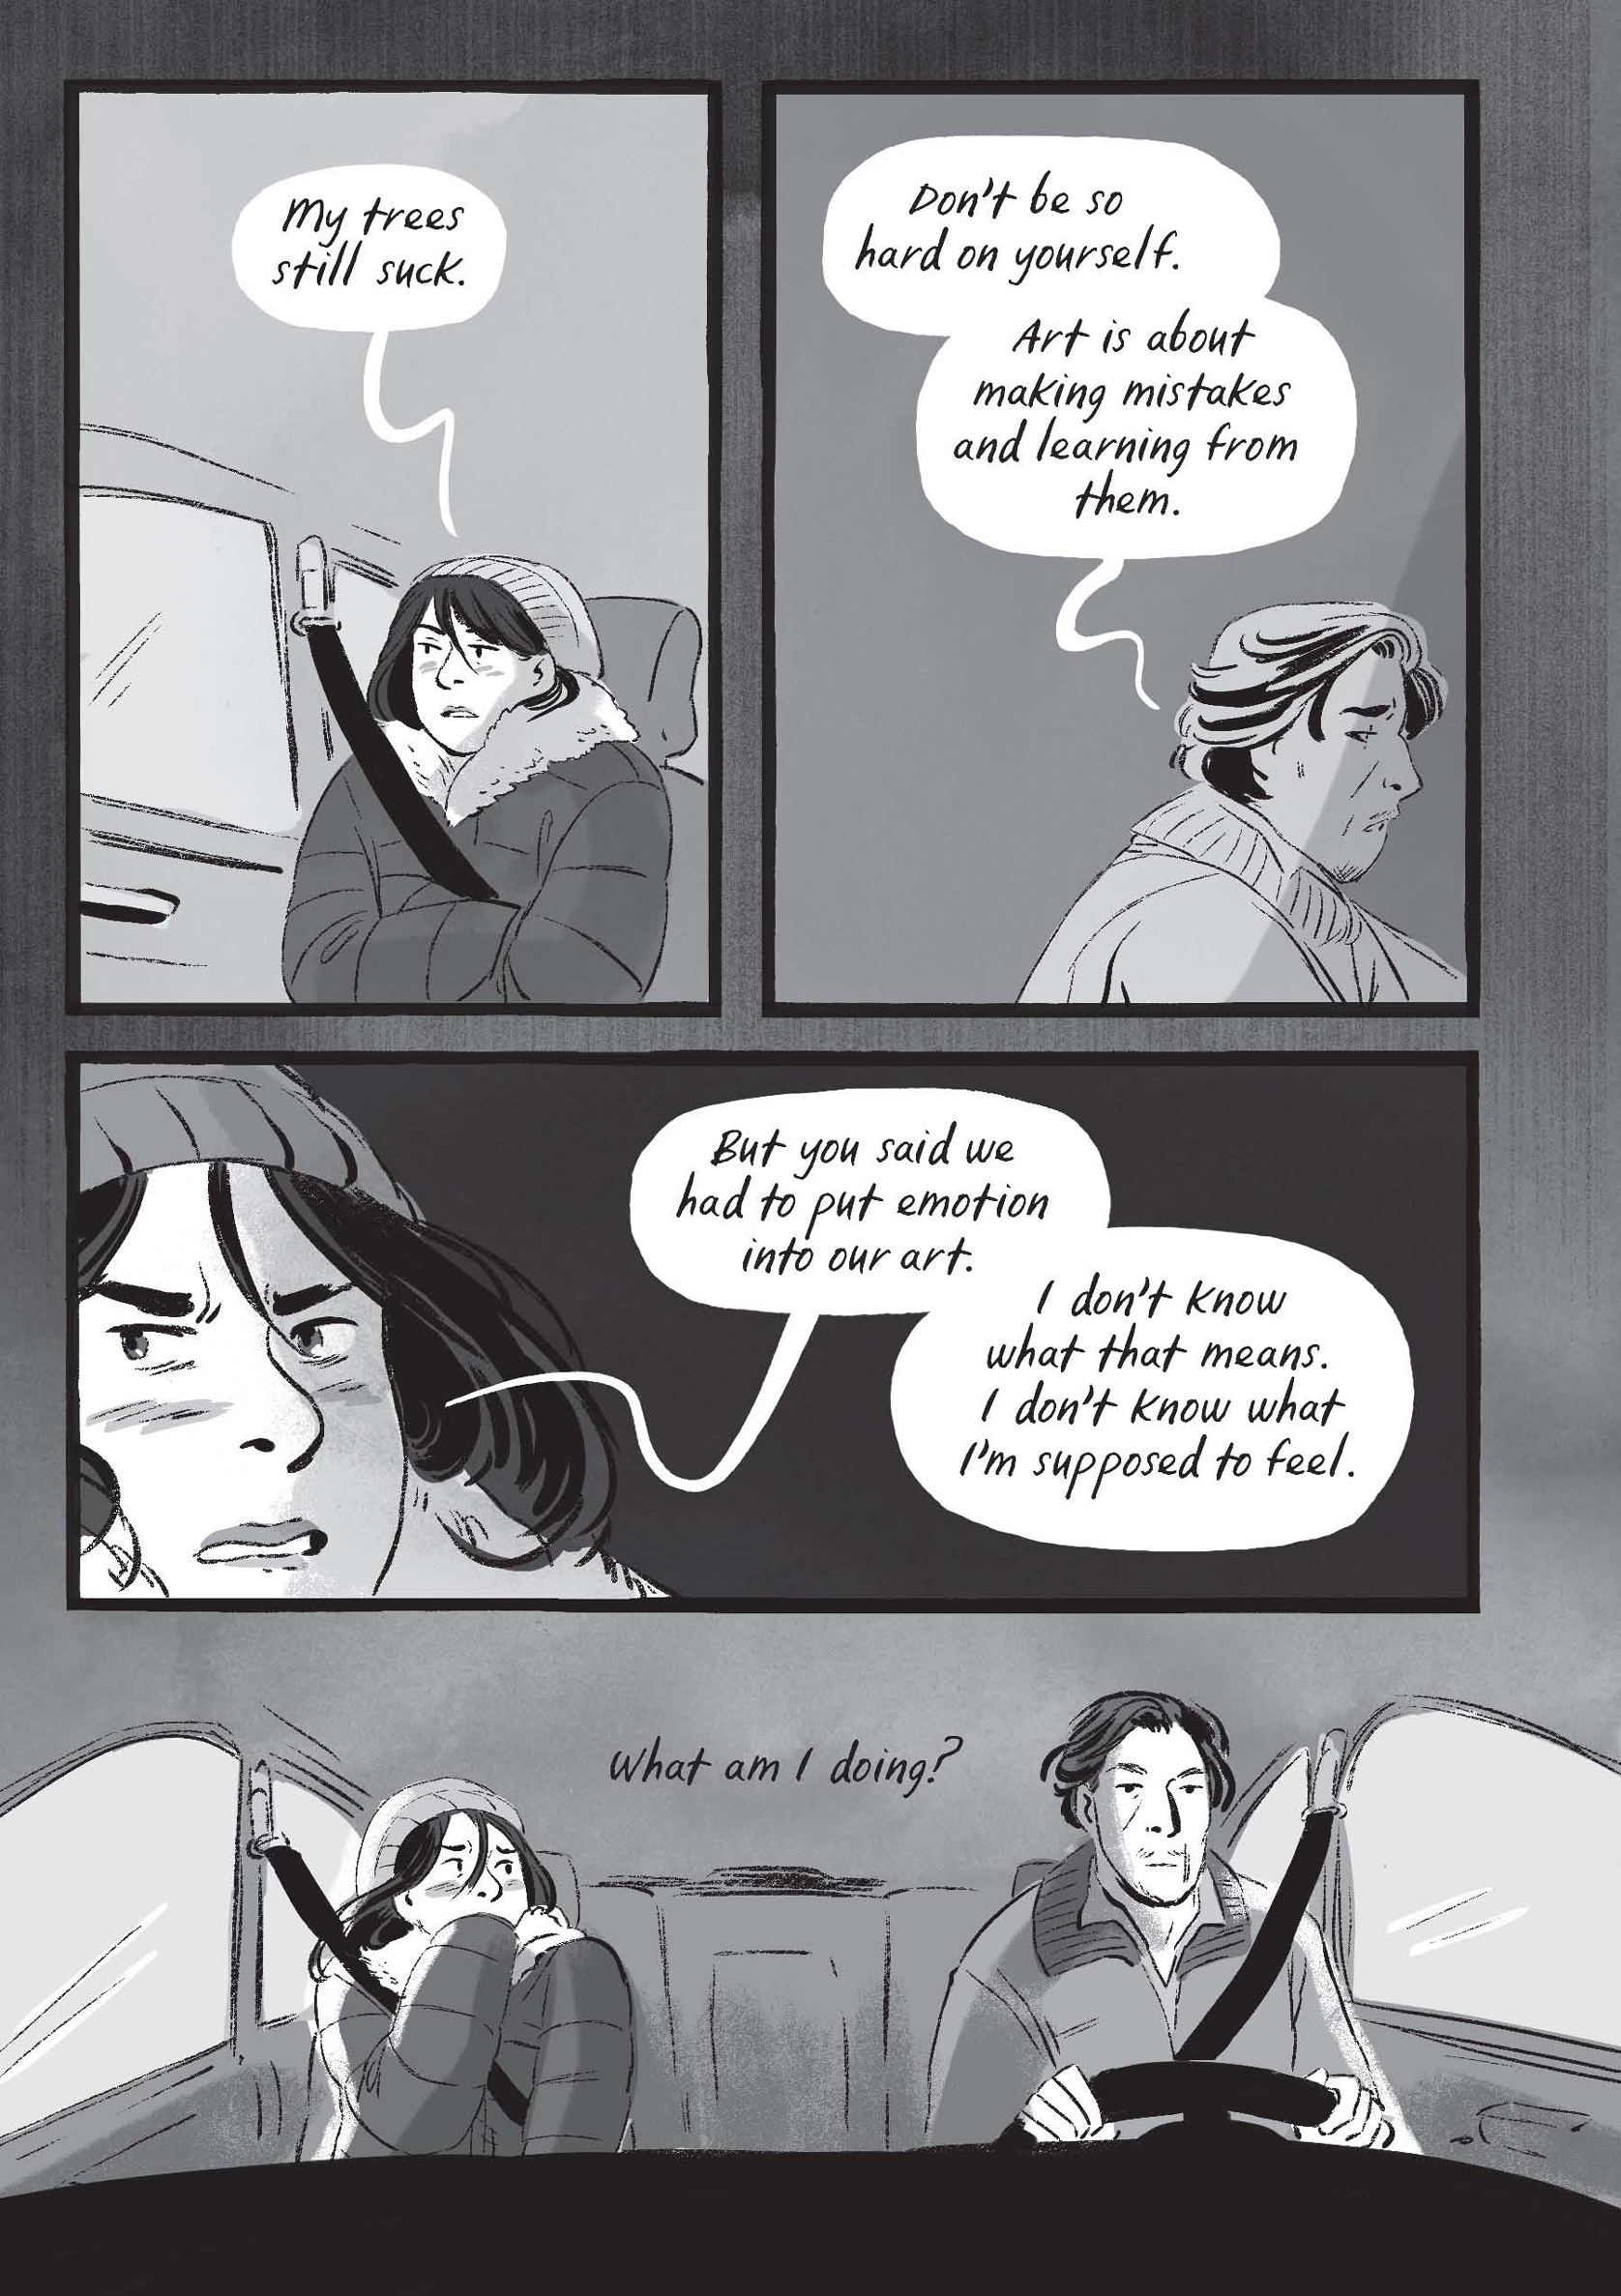 My trees
still suck.
Don't be so
hard on yourself.
Art is about
making mistakes
and learning from
them.
But you said we
had to put emotion
into our art.
I don't know
what that means.
I don't know what
I'm supposed to feel.
What am I doing?